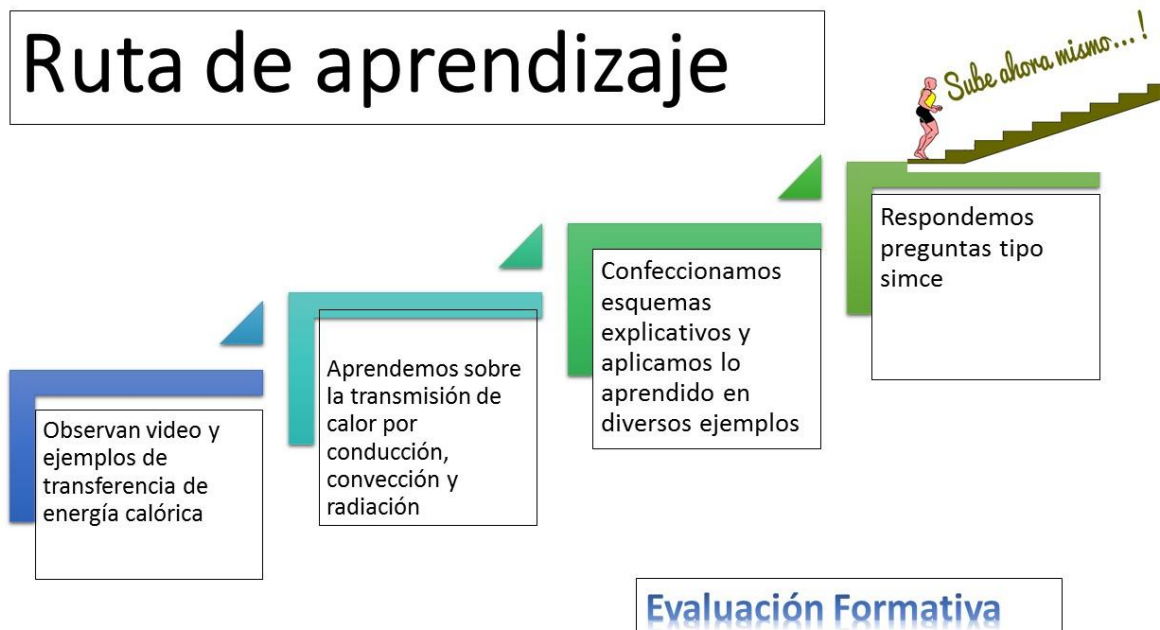 Ruta de aprendizaje
Sube ahora mismo...!
Observan video y
ejemplos de
transferencia de
energía calórica
Aprendemos sobre
la transmisión de
calor por
conducción,
convección y
radiación
Confeccionamos
esquemas
explicativos y
aplicamos lo
aprendido en
diversos ejemplos
Respondemos
preguntas tipo
simce
Evaluación Formativa